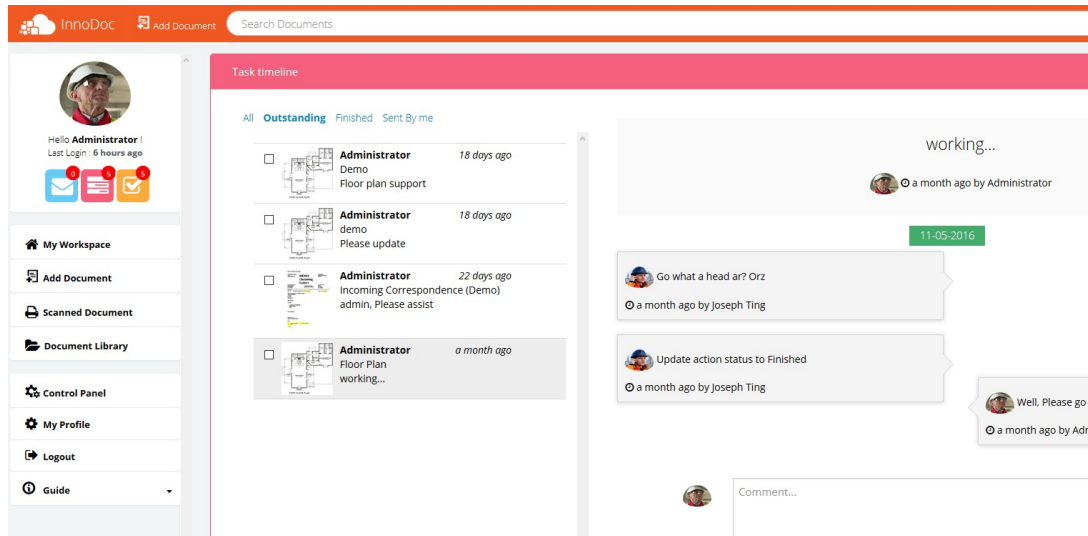 InnoDoc
Add Document
Search Documents
Hello Administrator !
Last Login : 6 hours ago
0
5
5
My Workspace
Add Document
Scanned Document
Document Library
Control Panel
My Profile
Logout
Guide
Task timeline
All Outstanding Finished Sent By me
Administrator 18 days ago
Demo
Floor plan support
Administrator 18 days ago
demo
Please update
Administrator 22 days ago
Incoming Correspondence (Demo)
admin, Please assist
Administrator a month ago
Floor Plan
working...
working...
a month ago by Administrator
11-05-2016
Go what a head ar? Orz
a month ago by Joseph Ting
Update action status to Finished
a month ago by Joseph Ting
Well, Please go
a month ago by Adr
Comment...